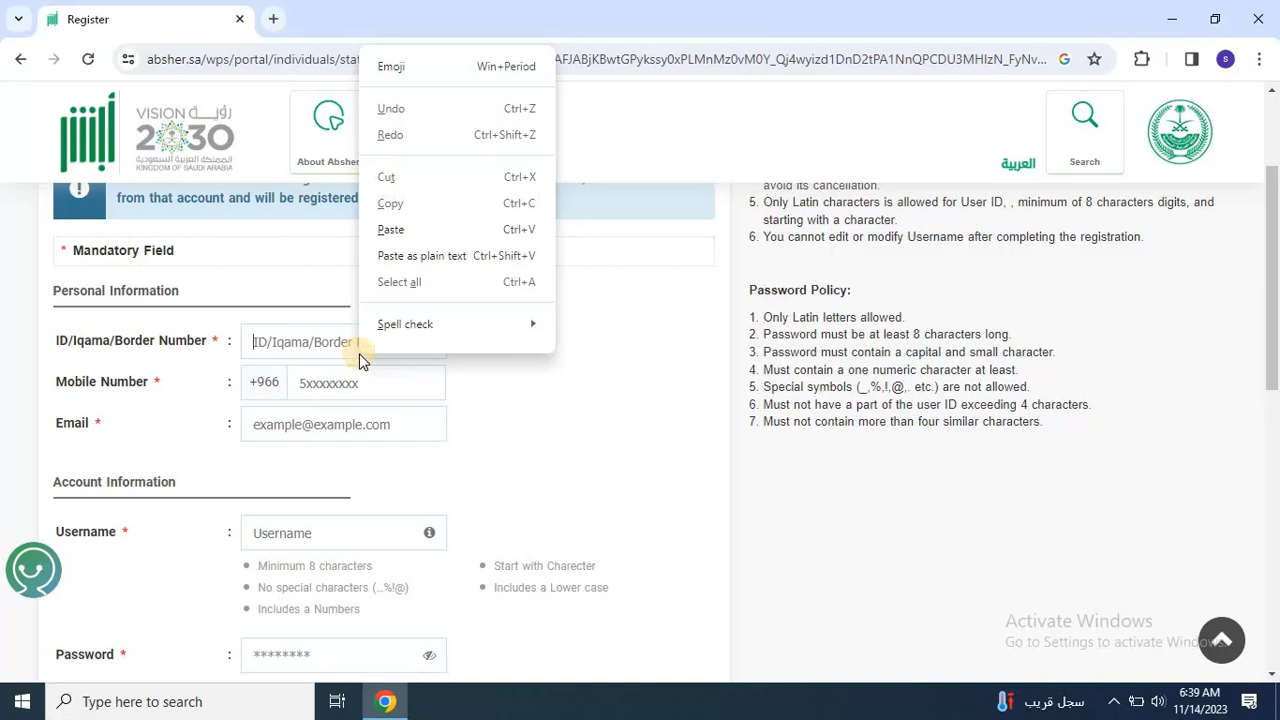 Register
absher.sa/wps/portal/individuals/stat
AFJABjKBwtGPykssy0xPLMnMz0vM0Y_Qj4wyizd1DnD2tPA1NnQPCDU3MHIzN_FyNv...
s
أبشر
VISION رؤيـــة
2030
المملكة العربية السعودية
KINGDOM OF SAUDI ARABIA
About Absher
العربية
Search
from that account and will be registered
* Mandatory Field
Personal Information
ID/Iqama/Border Number * :
ID/Iqama/Border
Mobile Number * :
+966
5xxxxxxxx
Email * :
example@example.com
Account Information
Username * :
Username
Minimum 8 characters
Start with Charecter
No special characters (...%!@)
Includes a Lower case
Includes a Numbers
Password * :
********
Emoji Win+Period
Undo Ctrl+Z
Redo Ctrl+Shift+Z
Cut Ctrl+X
Copy Ctrl+C
Paste Ctrl+V
Paste as plain text Ctrl+Shift+V
Select all Ctrl+A
Spell check
avoid its cancellation.
5. Only Latin characters is allowed for User ID, , minimum of 8 characters digits, and
starting with a character.
6. You cannot edit or modify Username after completing the registration.
Password Policy:
1. Only Latin letters allowed.
2. Password must be at least 8 characters long.
3. Password must contain a capital and small character.
4. Must contain a one numeric character at least.
5. Special symbols (_,%,!,@,. etc.) are not allowed.
6. Must not have a part of the user ID exceeding 4 characters.
7. Must not contain more than four similar characters.
Activate Windows
Go to Settings to activate Windows.
Type here to search
سجل قريب
6:39 AM
11/14/2023